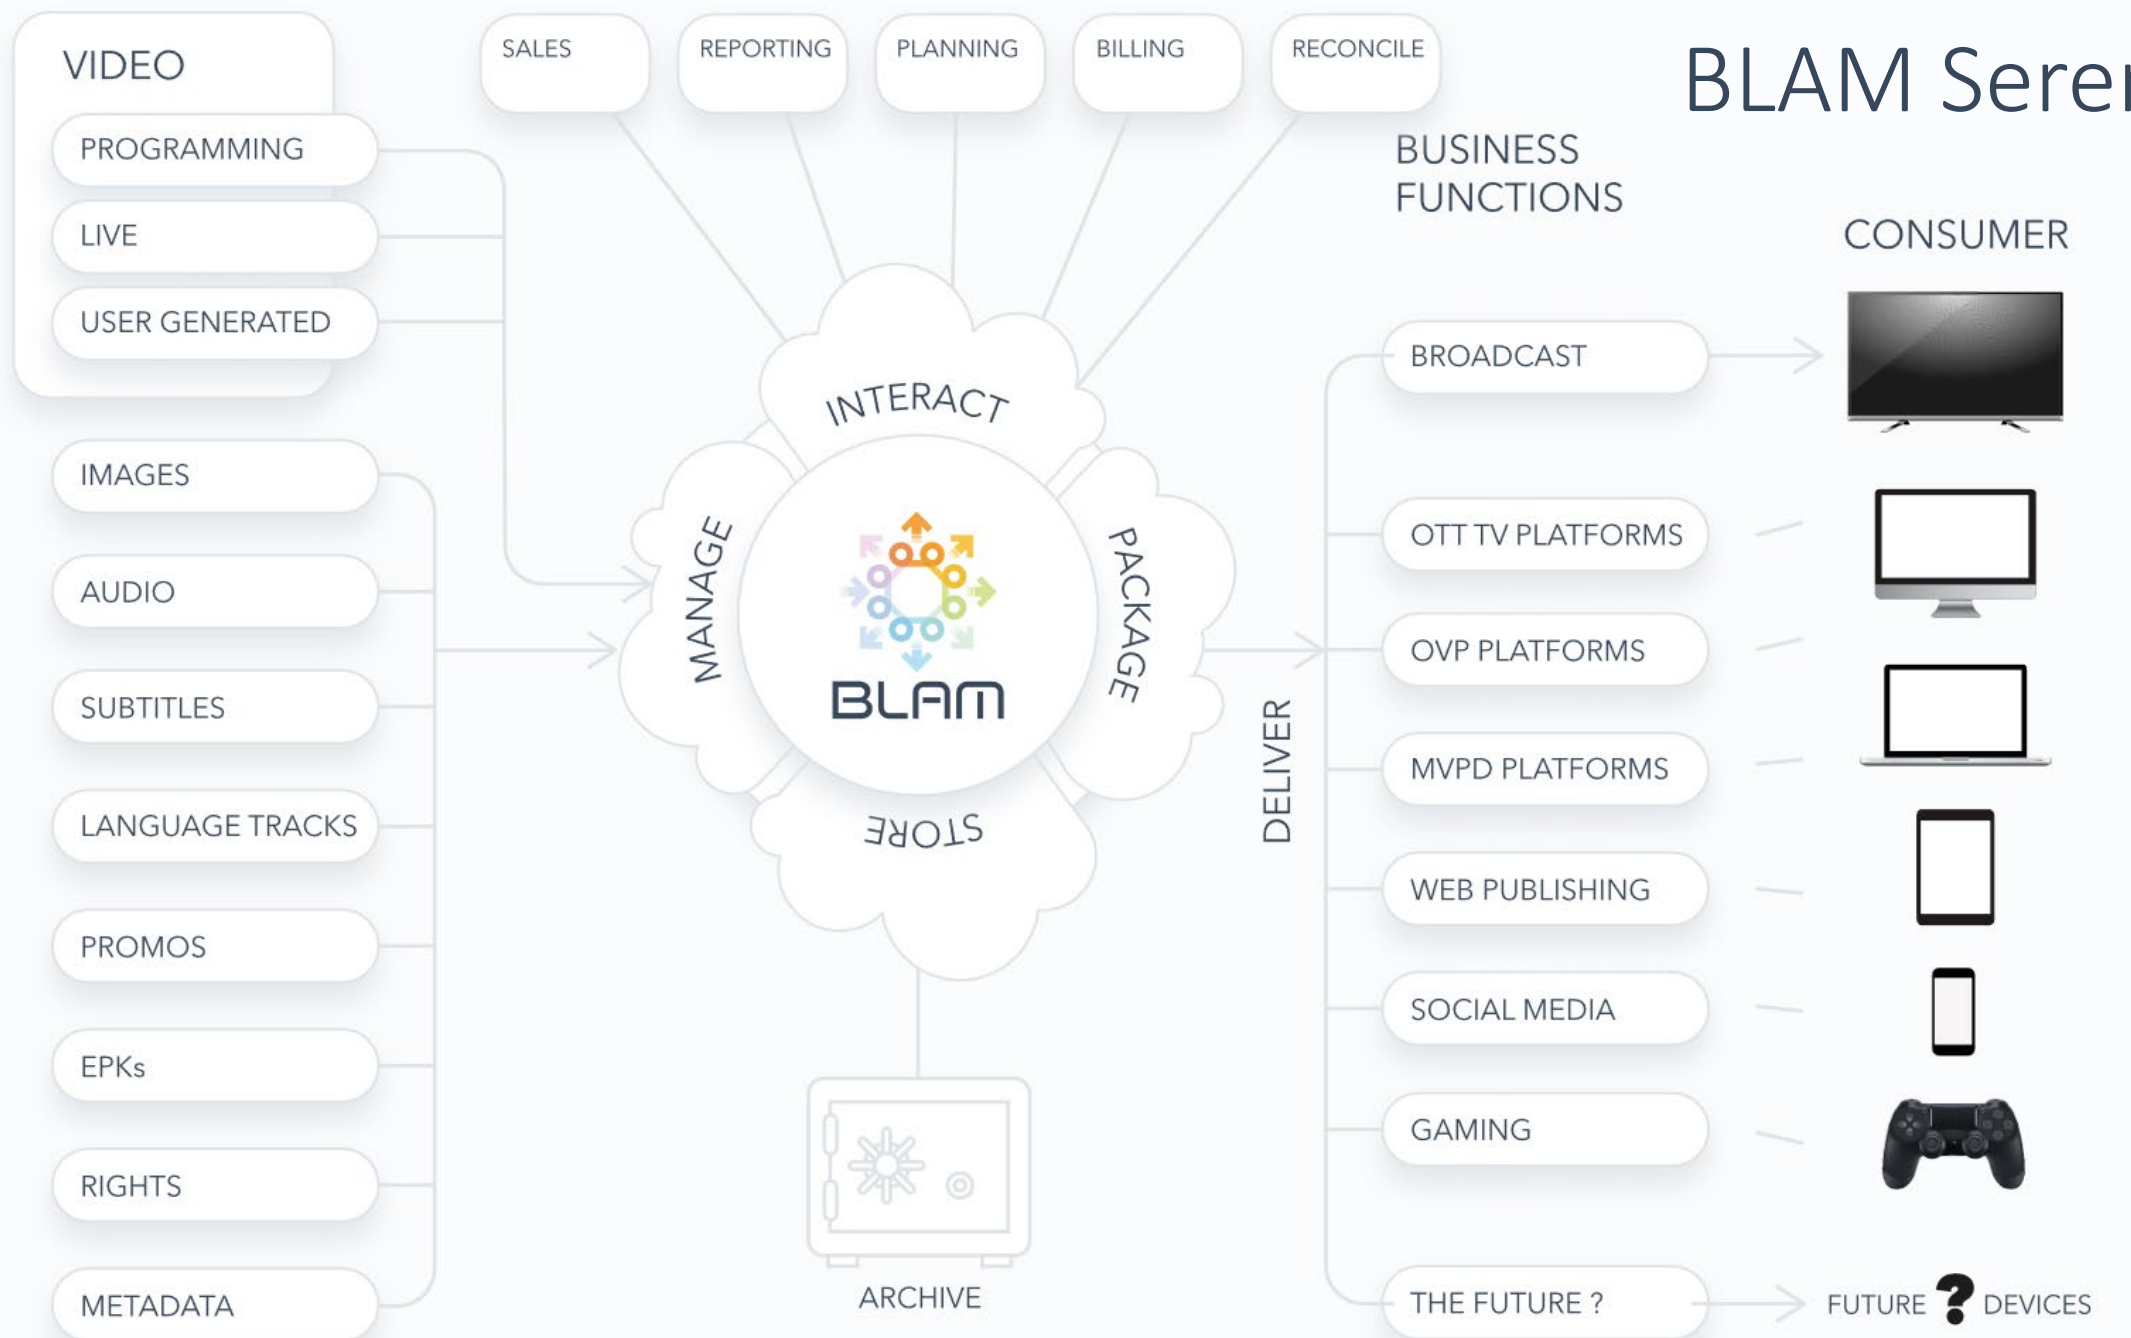 BLAM
VIDEO
PROGRAMMING
LIVE
USER GENERATED
IMAGES
AUDIO
SUBTITLES
LANGUAGE TRACKS
PROMOS
EPKs
RIGHTS
METADATA
SALES
REPORTING
PLANNING
BILLING
RECONCILE
BUSINESS
FUNCTIONS
INTERACT
MANAGE
PACKAGE
STORE
BLAM
ARCHIVE
DELIVER
BROADCAST
OTT TV PLATFORMS
OVP PLATFORMS
MVPD PLATFORMS
WEB PUBLISHING
SOCIAL MEDIA
GAMING
THE FUTURE ?
CONSUMER
FUTURE ? DEVICES